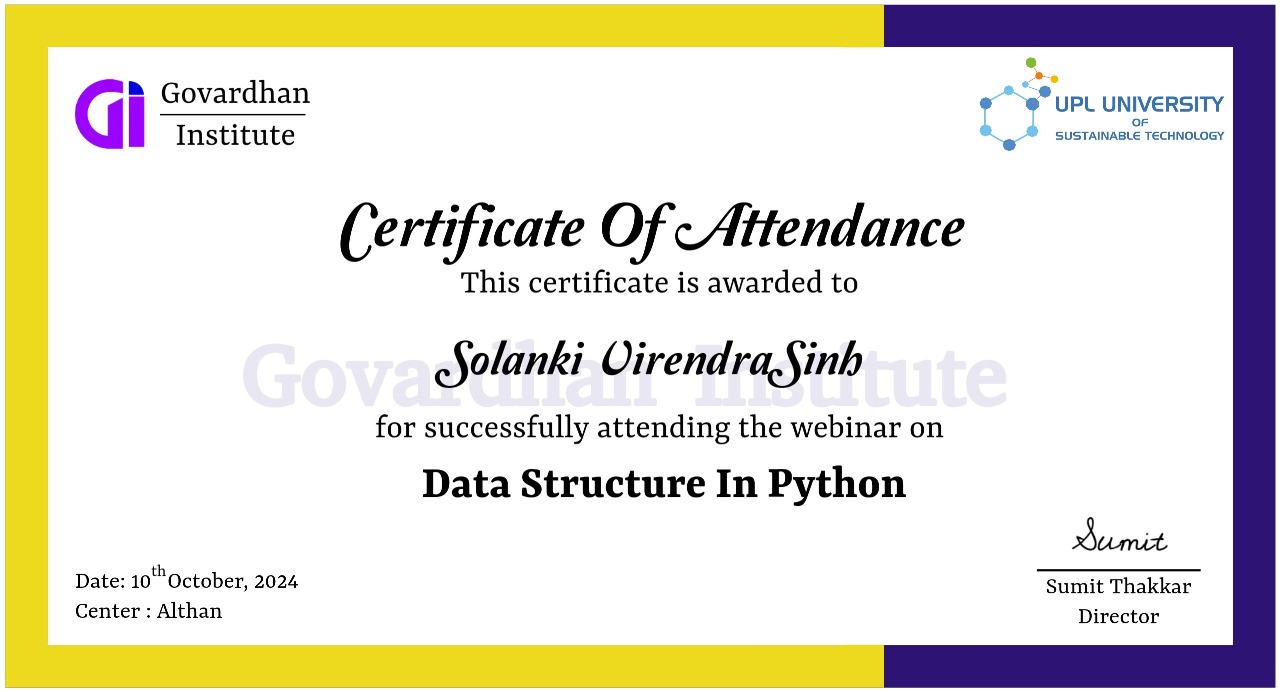 Gi
Govardhan
Institute
UPL UNIVERSITY
OF
SUSTAINABLE TECHNOLOGY
Certificate Of Attendance
This certificate is awarded to
Solanki VirendraSinh
Govardhan Institute
for successfully attending the webinar on
Data Structure In Python
Sumit
Date: 10th October, 2024
Center : Althan
Sumit Thakkar
Director